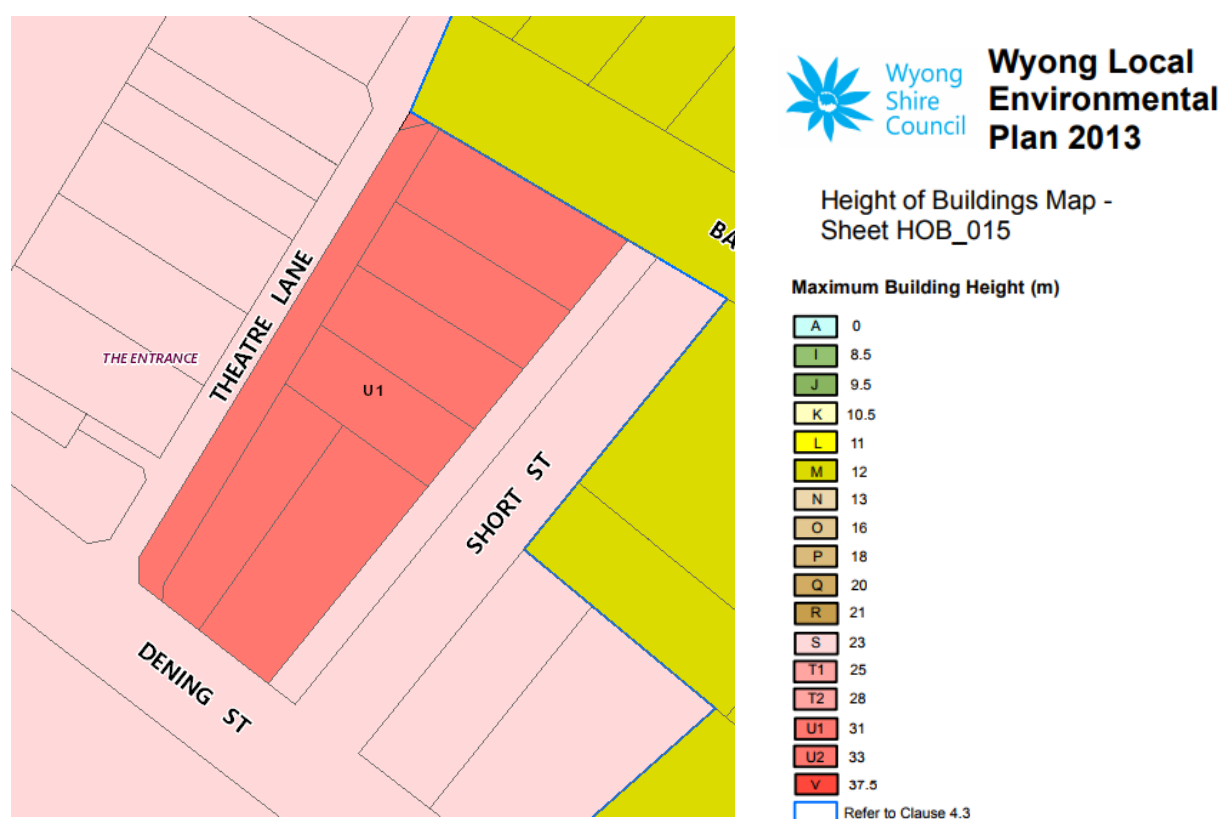 THEATRE LANE
THE ENTRANCE
U1
BA
SHORT ST
DENING ST
Wyong
Shire
Council
Wyong Local
Environmental
Plan 2013
Height of Buildings Map -
Sheet HOB_015
Maximum Building Height (m)
A 0
I 8.5
J 9.5
K 10.5
L 11
M 12
N 13
O 16
P 18
Q 20
R 21
S 23
T1 25
T2 28
U1 31
U2 33
V 37.5
Refer to Clause 4.3